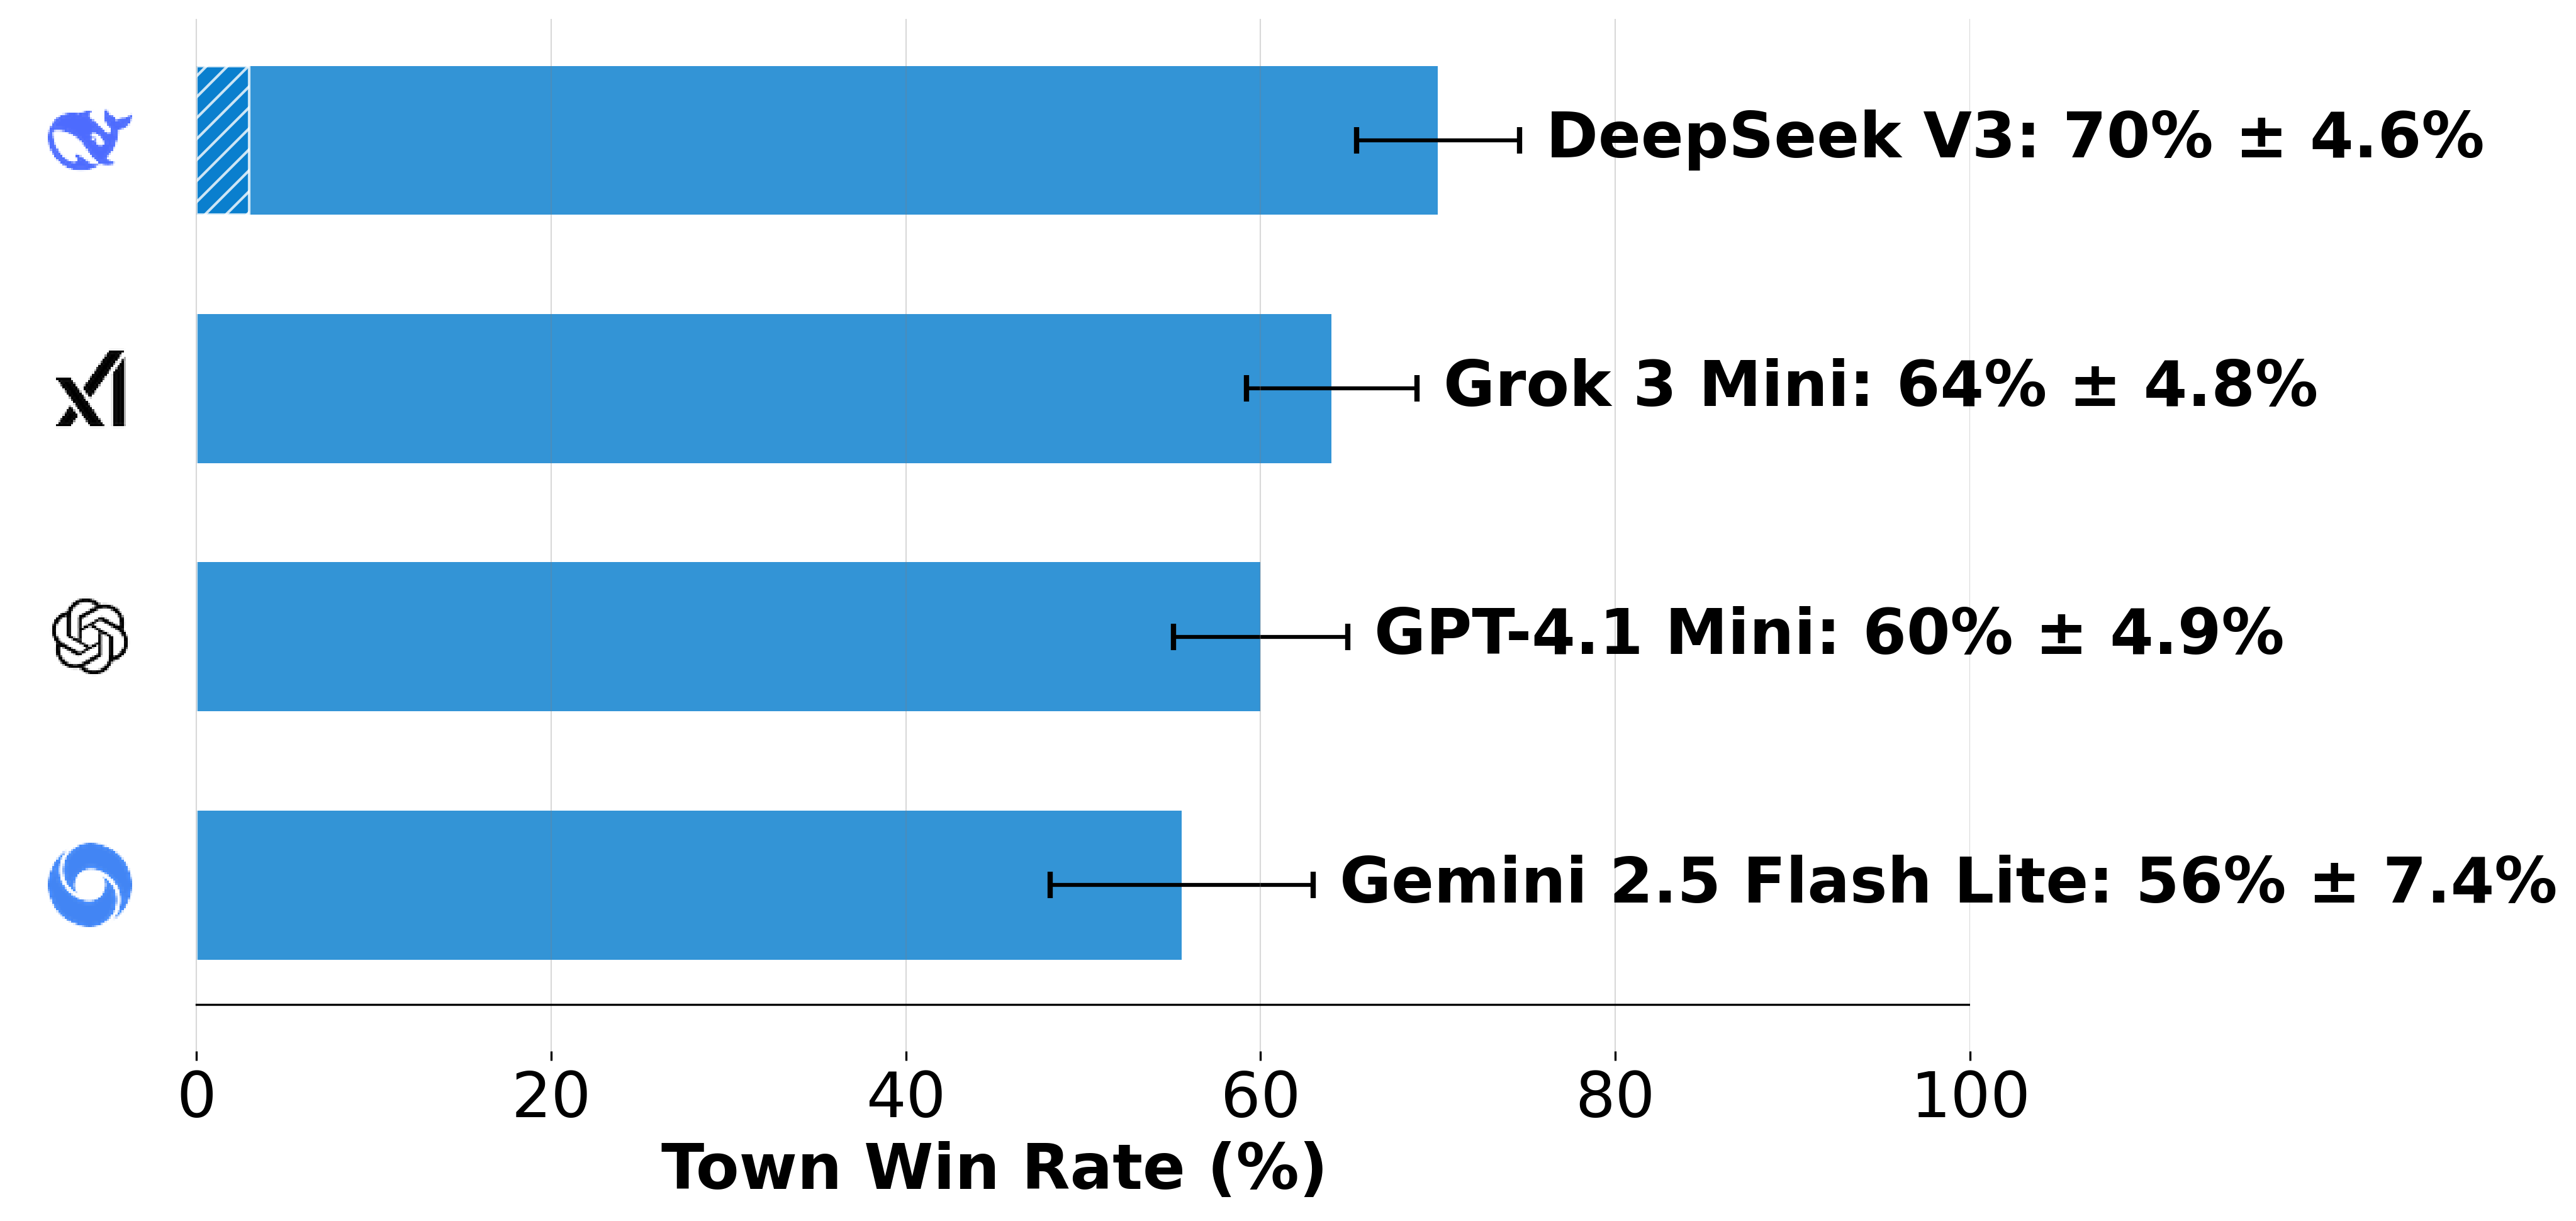 DeepSeek V3: 70% ± 4.6%
Grok 3 Mini: 64% ± 4.8%
GPT-4.1 Mini: 60% ± 4.9%
Gemini 2.5 Flash Lite: 56% ± 7.4%
0 20 40 60 80 100
Town Win Rate (%)